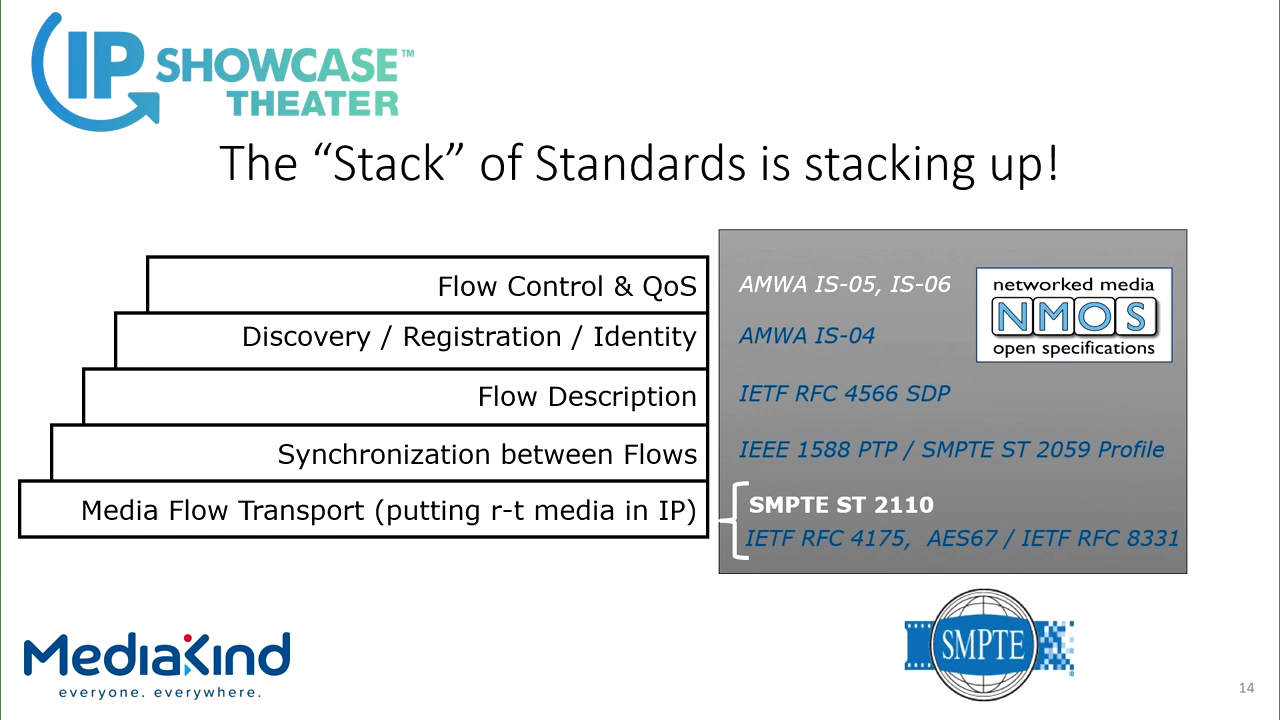 IP SHOWCASE™
THEATER
The “Stack” of Standards is stacking up!
Flow Control & QoS
AMWA IS-05, IS-06
Discovery / Registration / Identity
AMWA IS-04
networked media
NMOS
open specifications
Flow Description
IETF RFC 4566 SDP
Synchronization between Flows
IEEE 1588 PTP / SMPTE ST 2059 Profile
Media Flow Transport (putting r-t media in IP)
SMPTE ST 2110
IETF RFC 4175, AES67 / IETF RFC 8331
MediaKind
everyone. everywhere.
SMPTE
14